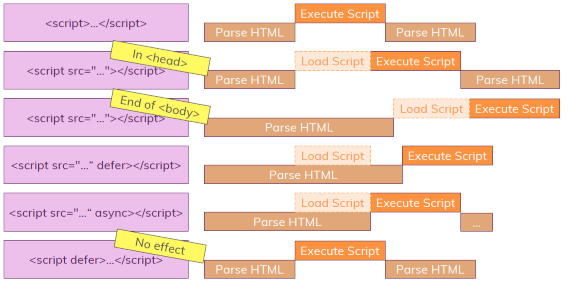 <script>...</script>
Execute Script
Parse HTML
Parse HTML
In <head>
<script src="..."></script>
Load Script
Execute Script
Parse HTML
Parse HTML
End of <body>
<script src="..."></script>
Load Script
Execute Script
Parse HTML
<script src="...“ defer></script>
Load Script
Execute Script
Parse HTML
<script src="...“ async></script>
Load Script
Execute Script
Parse HTML
...
No effect
<script defer>...</script>
Execute Script
Parse HTML
Parse HTML